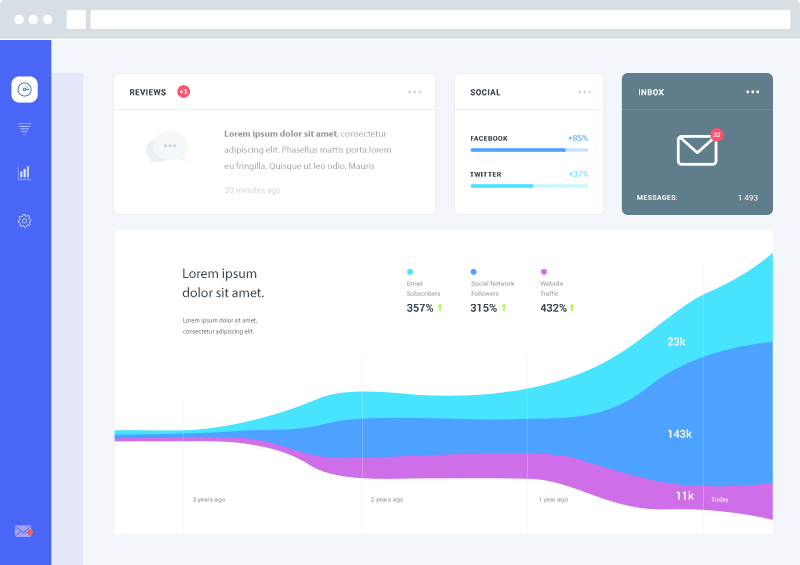 REVIEWS
+1
Lorem ipsum dolor sit amet, consectetur
adipiscing elit. Phasellus mattis porta lorem
eu fringilla. Quisque ut leo odio. Mauris
20 minutes ago
SOCIAL
FACEBOOK +85%
TWITTER +37%
INBOX
32
MESSAGES: 1 493
Lorem ipsum
dolor sit amet.
Lorem ipsum dolor sit amet,
consectetur adipiscing elit.
Email
Subscribers
357%
Social Network
Followers
315%
Website
Traffic
432%
23k
143k
11k
3 years ago
2 years ago
1 year ago
Today